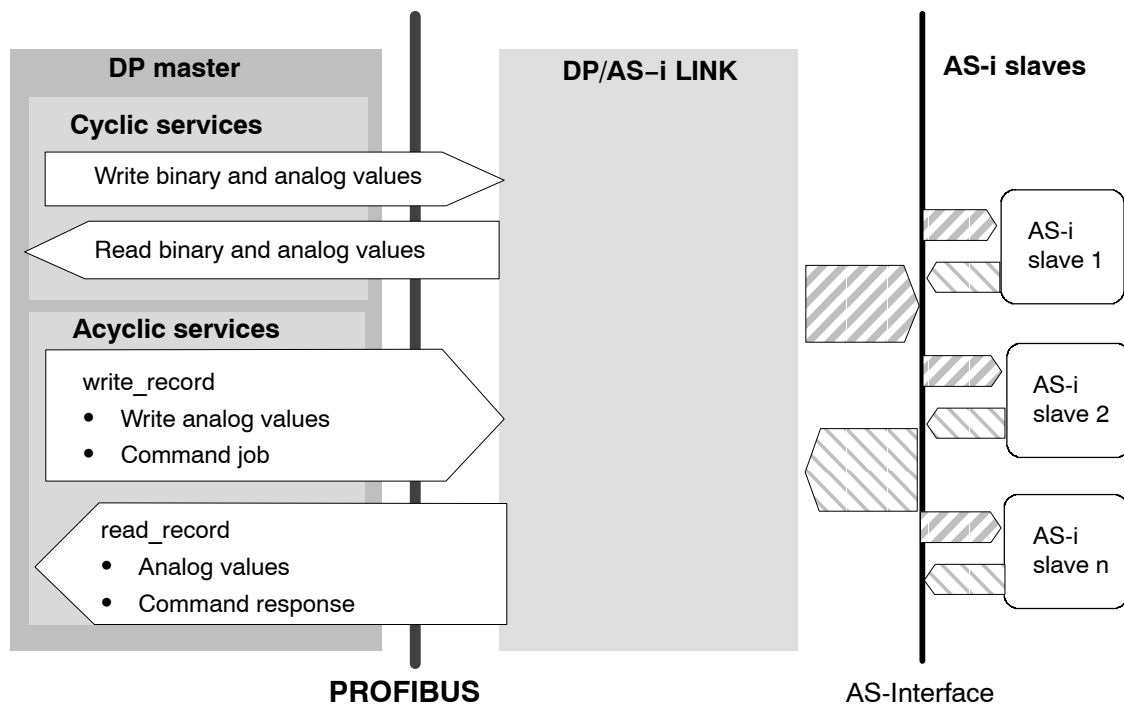 DP master
Cyclic services
Write binary and analog values
Read binary and analog values
Acyclic services
write_record
• Write analog values
• Command job
read_record
• Analog values
• Command response
PROFIBUS
DP/AS–i LINK
AS-i slaves
AS-i
slave 1
AS-i
slave 2
AS-i
slave n
AS-Interface